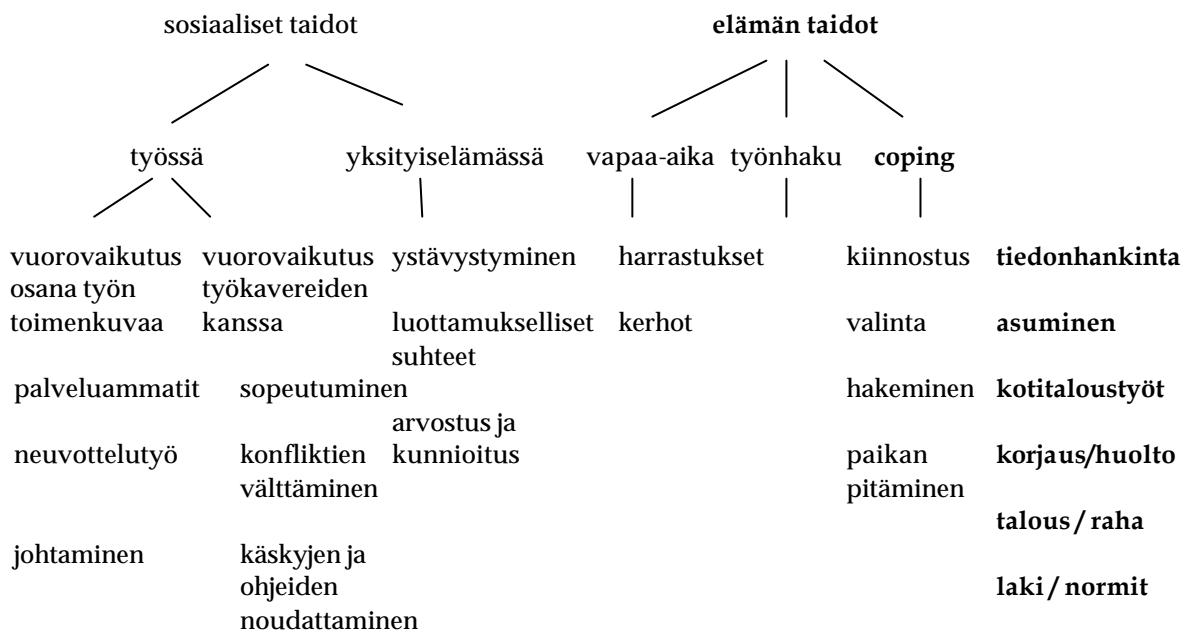 sosiaaliset taidot elämän taidot
työssä yksityiselämässä vapaa-aika työnhaku coping
vuorovaikutus vuorovaikutus ystävystyminen harrastukset kiinnostus tiedonhankinta
osana työn työkavereiden
toimenkuvaa kanssa luottamukselliset kerhot valinta asuminen
suhteet
palveluammatit sopeutuminen hakeminen kotitaloustyöt
arvostus ja
neuvottelutyö konfliktien kunnioitus paikan korjaus/huolto
välttäminen pitäminen
talous / raha
johtaminen käskyjen ja
ohjeiden laki / normit
noudattaminen